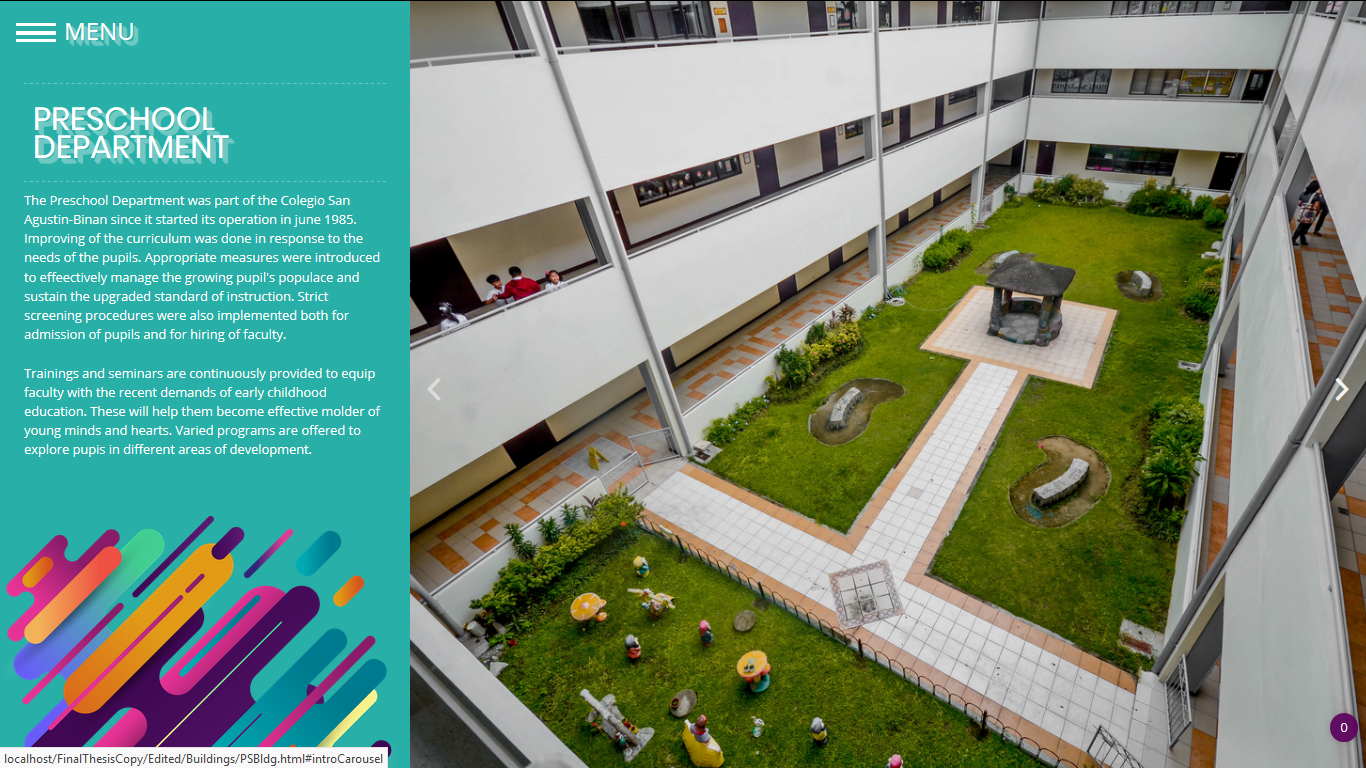 MENU
PRESCHOOL
DEPARTMENT
The Preschool Department was part of the Colegio San
Agustin-Binan since it started its operation in june 1985.
Improving of the curriculum was done in response to the
needs of the pupils. Appropriate measures were introduced
to effeectively manage the growing pupil's populace and
sustain the upgraded standard of instruction. Strict
screening procedures were also implemented both for
admission of pupils and for hiring of faculty.
Trainings and seminars are continuously provided to equip
faculty with the recent demands of early childhood
education. These will help them become effective molder of
young minds and hearts. Varied programs are offered to
explore pupis in different areas of development.
0
localhost/FinalThesisCopy/Edited/Buildings/PSBldg.html#introCarousel